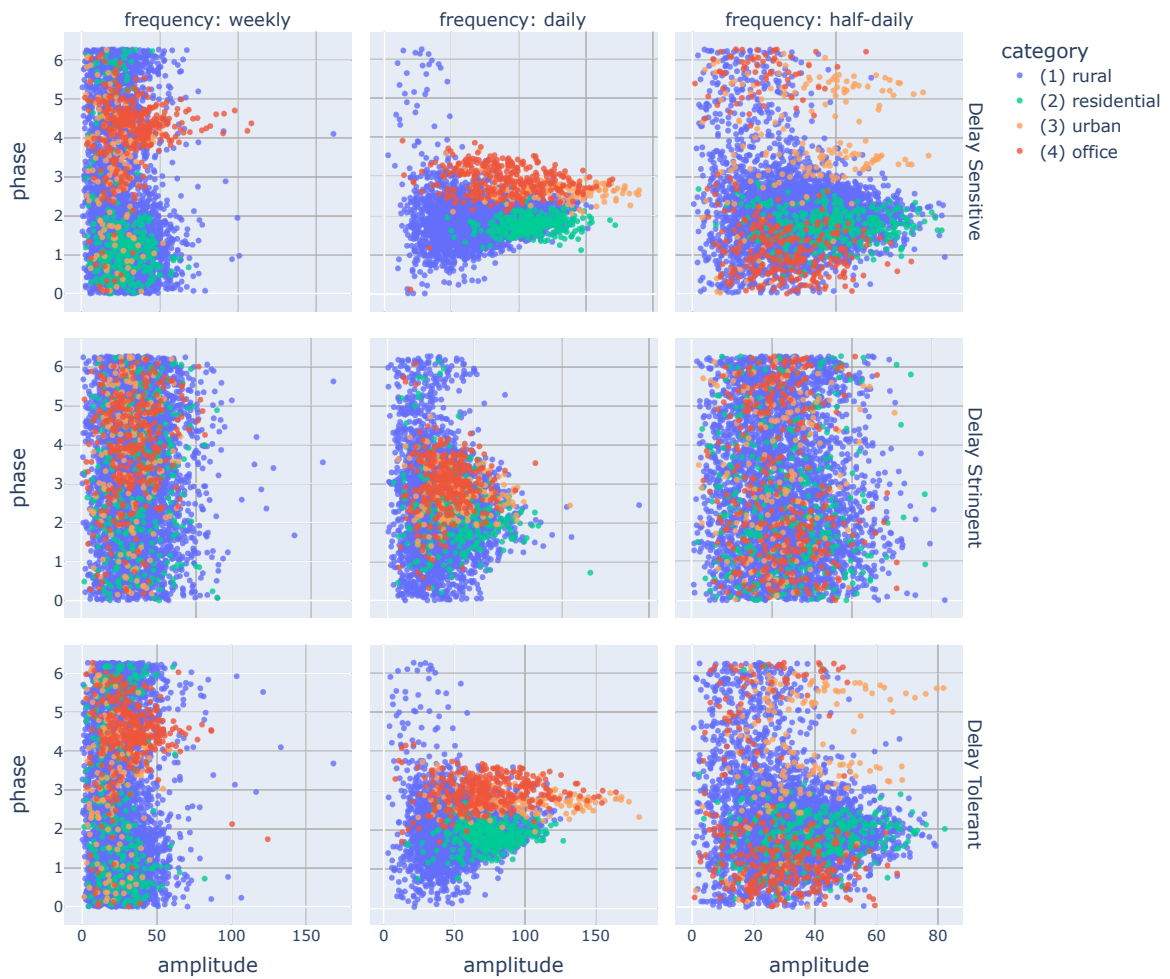 frequency: weekly
frequency: daily
frequency: half-daily
category
(1) rural
(2) residential
(3) urban
(4) office
phase
6
5
4
3
2
1
0
Delay Sensitive
phase
6
5
4
3
2
1
0
Delay Stringent
phase
6
5
4
3
2
1
0
Delay Tolerant
0 50 100 150
0 50 100 150
0 20 40 60 80
amplitude
amplitude
amplitude